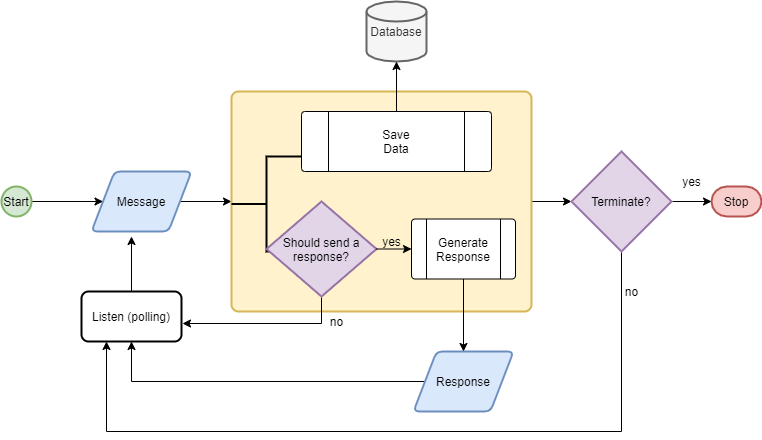 Database
Save
Data
Start
Message
Terminate?
yes
Stop
Should send a
response?
yes
Generate
Response
no
Listen (polling)
no
Response